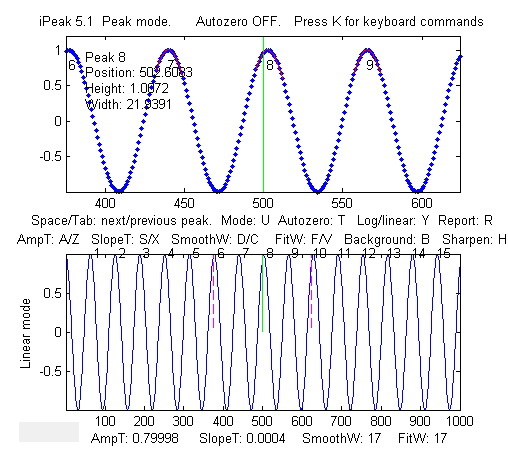 iPeak 5.1 Peak mode. Autozero OFF. Press K for keyboard commands
1
0.5
0
-0.5
6 7 8 9
Peak 8
Position: 502.6083
Height: 1.0072
Width: 21.9391
400 450 500 550 600
Space/Tab: next/previous peak. Mode: U Autozero: T Log/linear: Y Report: R
AmpT: A/Z SlopeT: S/X SmoothW: D/C FitW: F/V Background: B Sharpen: H
1 2 3 4 5 6 7 8 9 10 11 12 13 14 15
0.5
0
-0.5
Linear mode
100 200 300 400 500 600 700 800 900 1000
AmpT: 0.79998 SlopeT: 0.0004 SmoothW: 17 FitW: 17